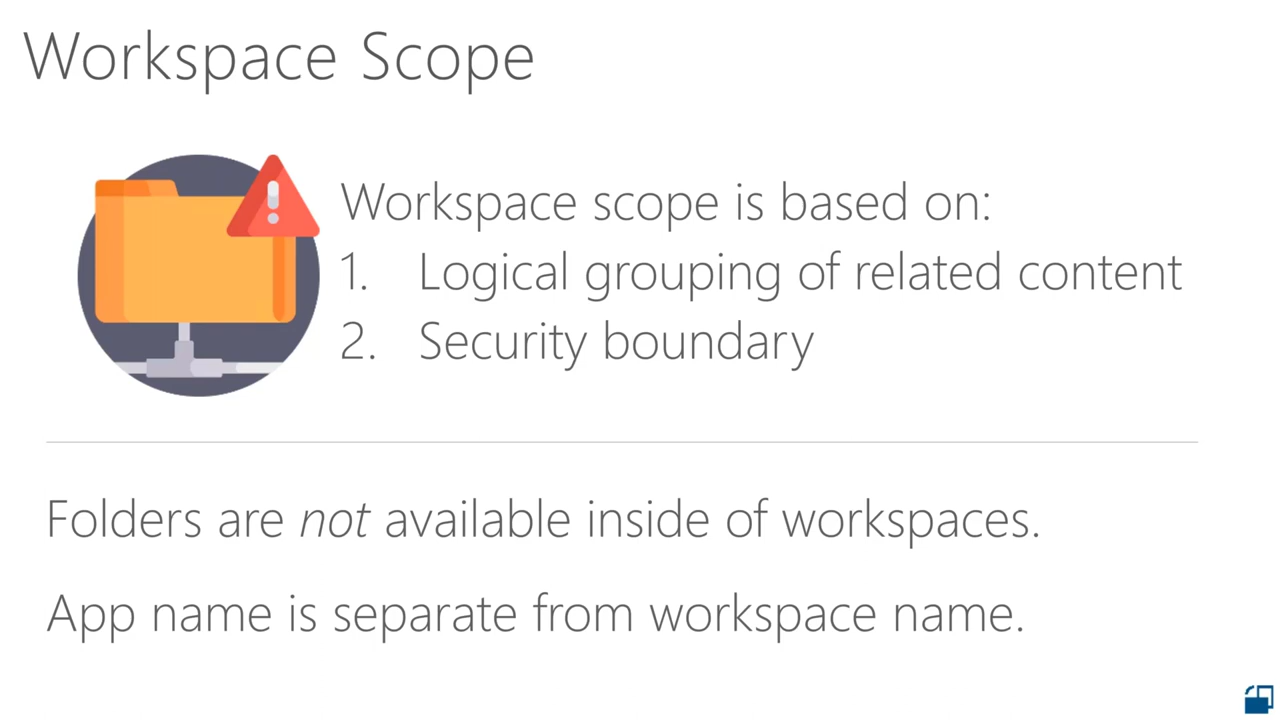 Workspace Scope
Workspace scope is based on:
1. Logical grouping of related content
2. Security boundary
Folders are not available inside of workspaces.
App name is separate from workspace name.